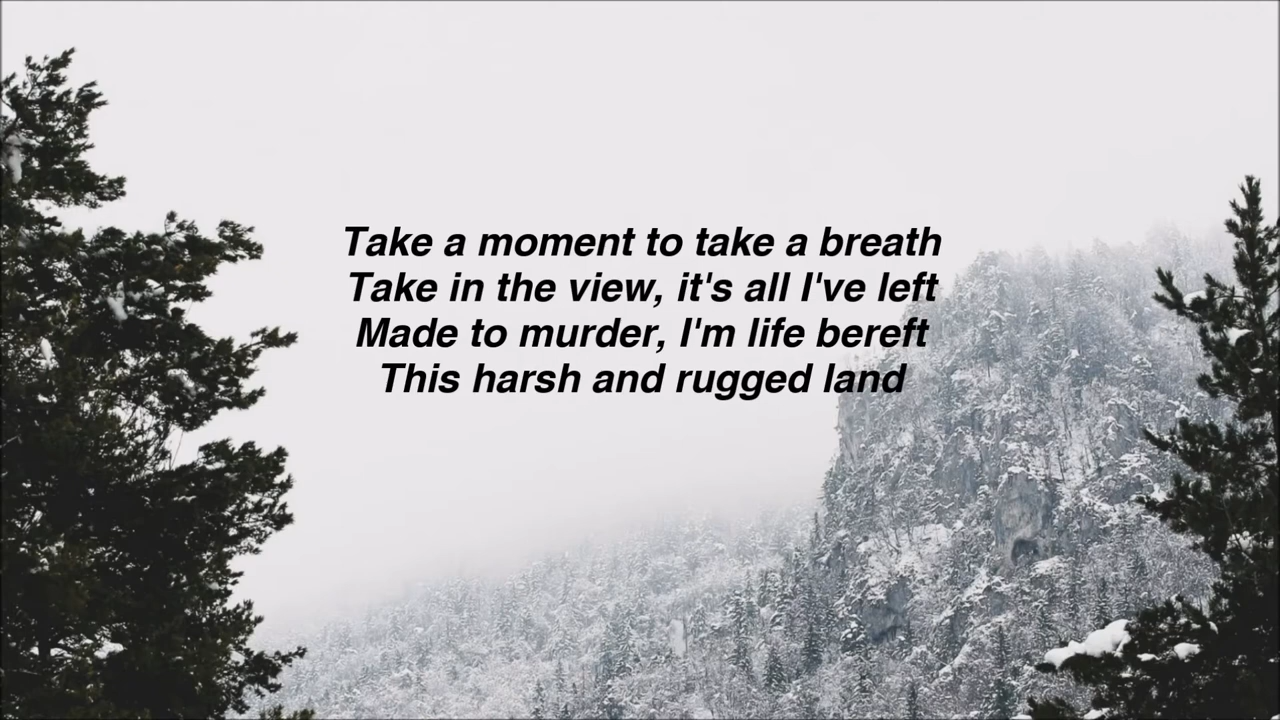 Take a moment to take a breath
Take in the view, it's all I've left
Made to murder, I'm life bereft
This harsh and rugged land